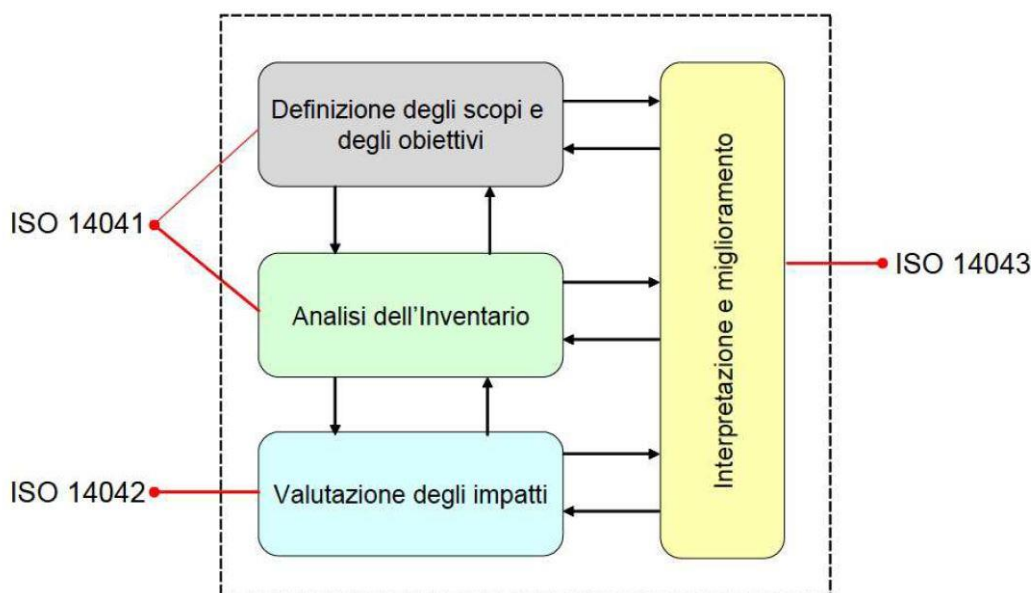 Definizione degli scopi e
degli obiettivi
ISO 14041
Analisi dell'Inventario
ISO 14042
Valutazione degli impatti
Interpretazione e miglioramento
ISO 14043